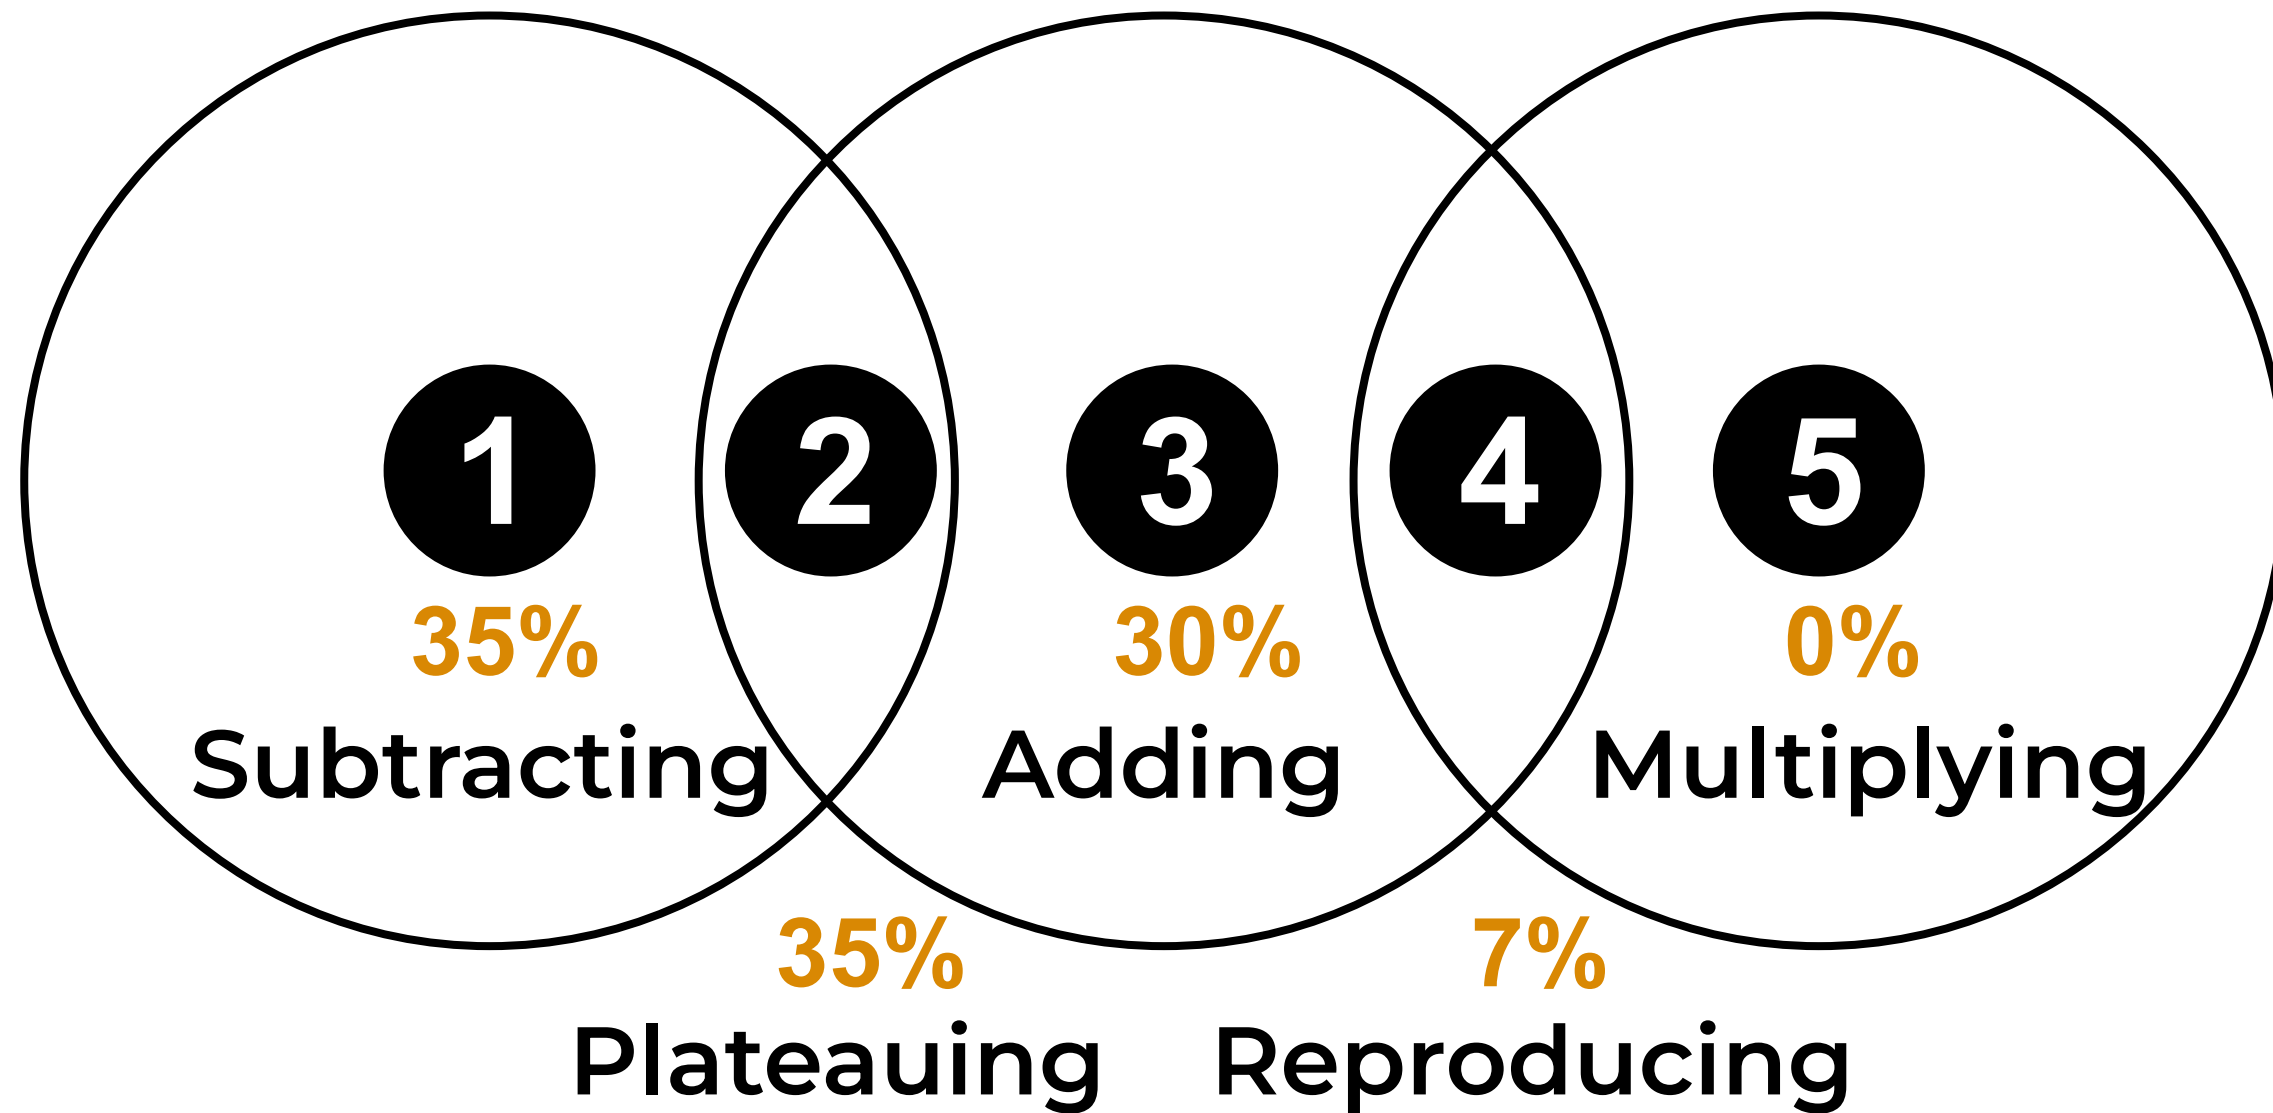 1 2 3 4 5
35% 30% 0%
Subtracting Adding Multiplying
35% 7%
Plateauing Reproducing